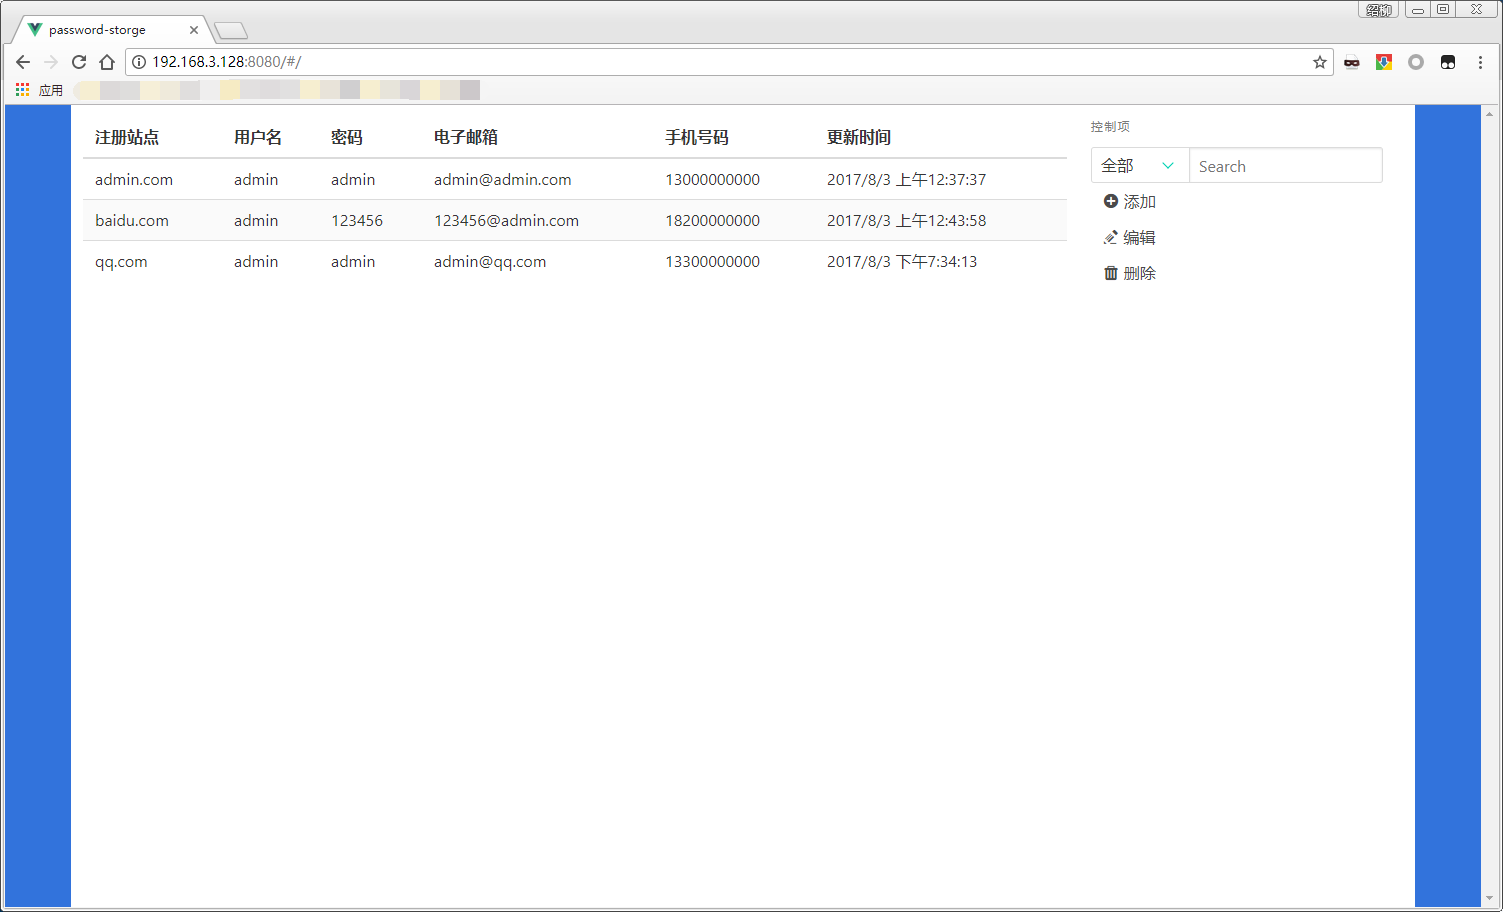 绍柳
password-storge
192.168.3.128:8080/#/
应用
注册站点 用户名 密码 电子邮箱 手机号码 更新时间
admin.com admin admin admin@admin.com 13000000000 2017/8/3 上午12:37:37
baidu.com admin 123456 123456@admin.com 18200000000 2017/8/3 上午12:43:58
qq.com admin admin admin@qq.com 13300000000 2017/8/3 下午7:34:13
控制项
全部 Search
添加
编辑
删除